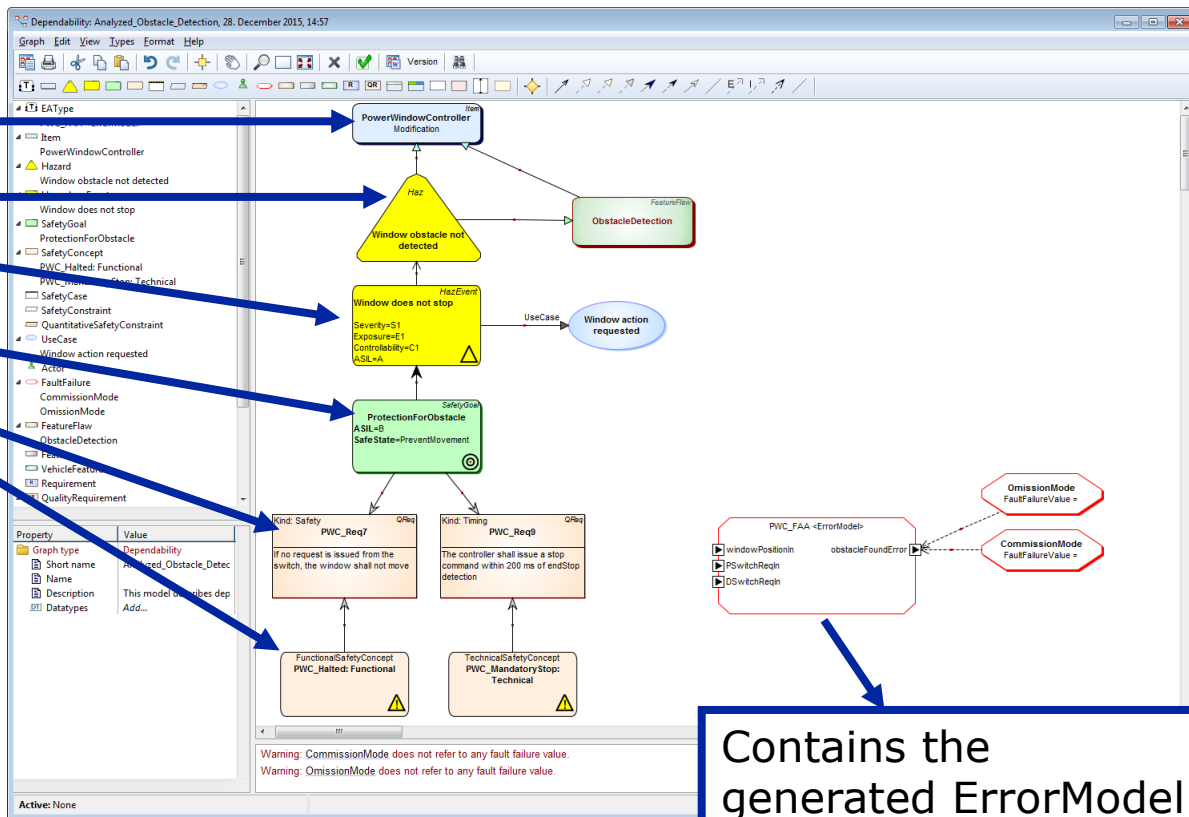 Dependability: Analyzed_Obstacle_Detection, 28. December 2015, 14:57
Graph Edit View Types Format Help
Version
R QR
EAType
Item
PowerWindowController
Hazard
Window obstacle not detected
Window does not stop
SafetyGoal
ProtectionForObstacle
SafetyConcept
PWC_Halted: Functional
Stop: Technical
SafetyCase
SafetyConstraint
QuantitativeSafetyConstraint
UseCase
Window action requested
Actor
FaultFailure
CommissionMode
OmissionMode
FeatureFlaw
ObstacleDetection
VehicleFeature
Requirement
QualityRequirement
Property Value
Graph type Dependability
Short name Analyzed_Obstacle_Detec
Name
Description This model describes dep
Datatypes Add...
Active: None
Item
PowerWindowController
Modification
Haz
Window obstacle not
detected
FeatureFlaw
ObstacleDetection
HazEvent
Window does not stop
Severity=S1
Exposure=E1
Controllability=C1
ASIL=A
UseCase
Window action
requested
SafetyGoal
ProtectionForObstacle
ASIL=B
SafeState=PreventMovement
Kind: Safety QReq
PWC_Req7
If no request is issued from the
switch, the window shall not move
Kind: Timing QReq
PWC_Req9
The controller shall issue a stop
command within 200 ms of endStop
detection
FunctionalSafetyConcept
PWC_Halted: Functional
TechnicalSafetyConcept
PWC_MandatoryStop:
Technical
PWC_FAA <ErrorModel>
windowPositionIn obstacleFoundError
PSwitchReqIn
DSwitchReqIn
OmissionMode
FaultFailureValue =
CommissionMode
FaultFailureValue =
Warning: CommissionMode does not refer to any fault failure value.
Warning: OmissionMode does not refer to any fault failure value.
Contains the
generated ErrorModel